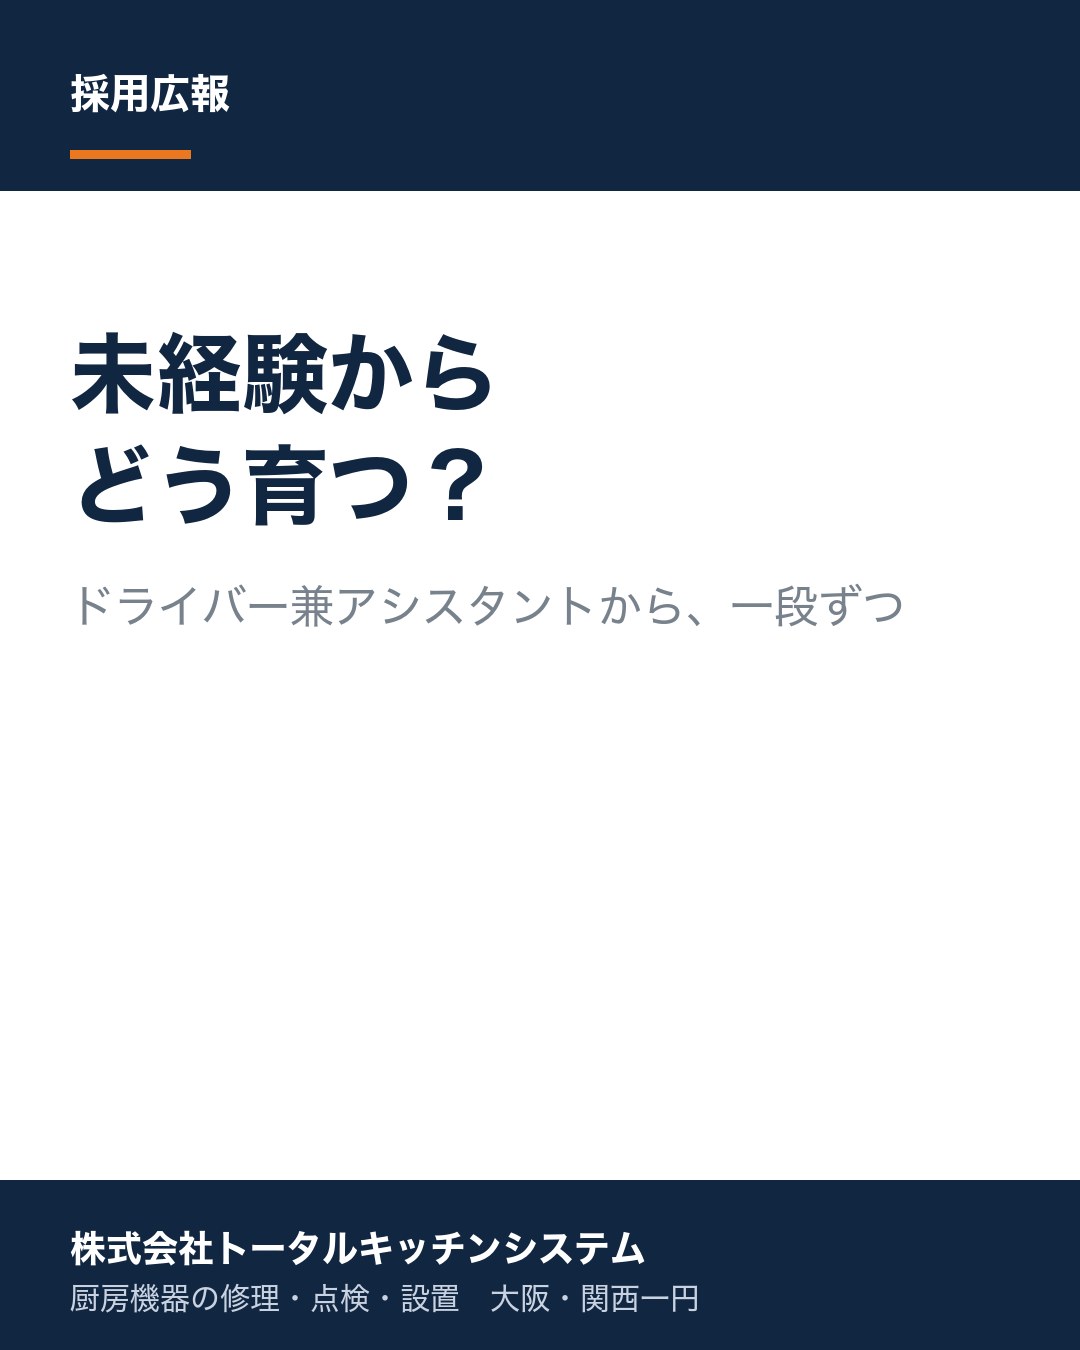 採用広報
未経験から
どう育つ？
ドライバー兼アシスタントから、一段ずつ
株式会社トータルキッチンシステム
厨房機器の修理・点検・設置　大阪・関西一円